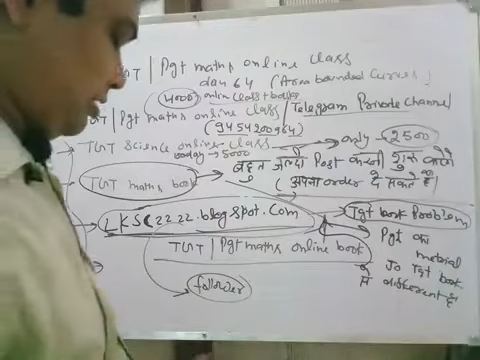 TGT | Pgt maths online class
day 64 (Area bounded curves)
4000 online class + books
TGT | Pgt maths online class / Telegram Private Channel
(9454200964)
TGT science online class → only → 2500
→ 5000
TGT maths book → बहुत जल्दी Post करनी शुरू करेंगे
(अपना order दे सकते हैं)
LKSC2222.blogspot.com → Tgt book Problem
TGT | Pgt maths online book
Pgt का material
जो Tgt book से different है
follower